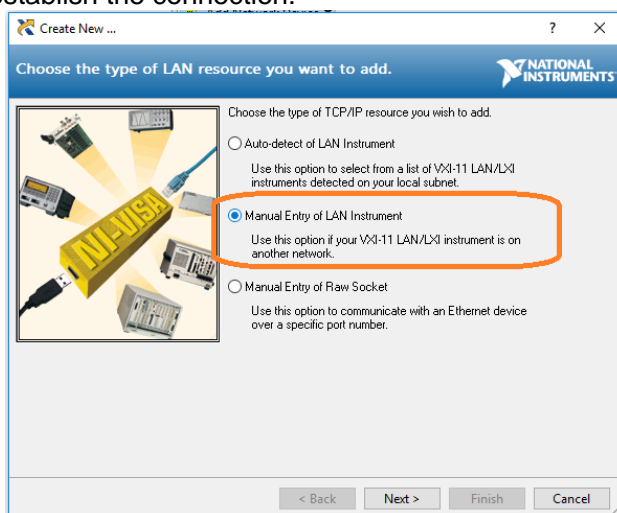 establish the connection.
Create New ...
? ×
Choose the type of LAN resource you want to add.
NATIONAL
INSTRUMENTS
Choose the type of TCP/IP resource you wish to add.
Auto-detect of LAN Instrument
Use this option to select from a list of VXI-11 LAN/LXI
instruments detected on your local subnet.
Manual Entry of LAN Instrument
Use this option if your VXI-11 LAN/LXI instrument is on
another network.
Manual Entry of Raw Socket
Use this option to communicate with an Ethernet device
over a specific port number.
NI-VISA
< Back
Next >
Finish
Cancel